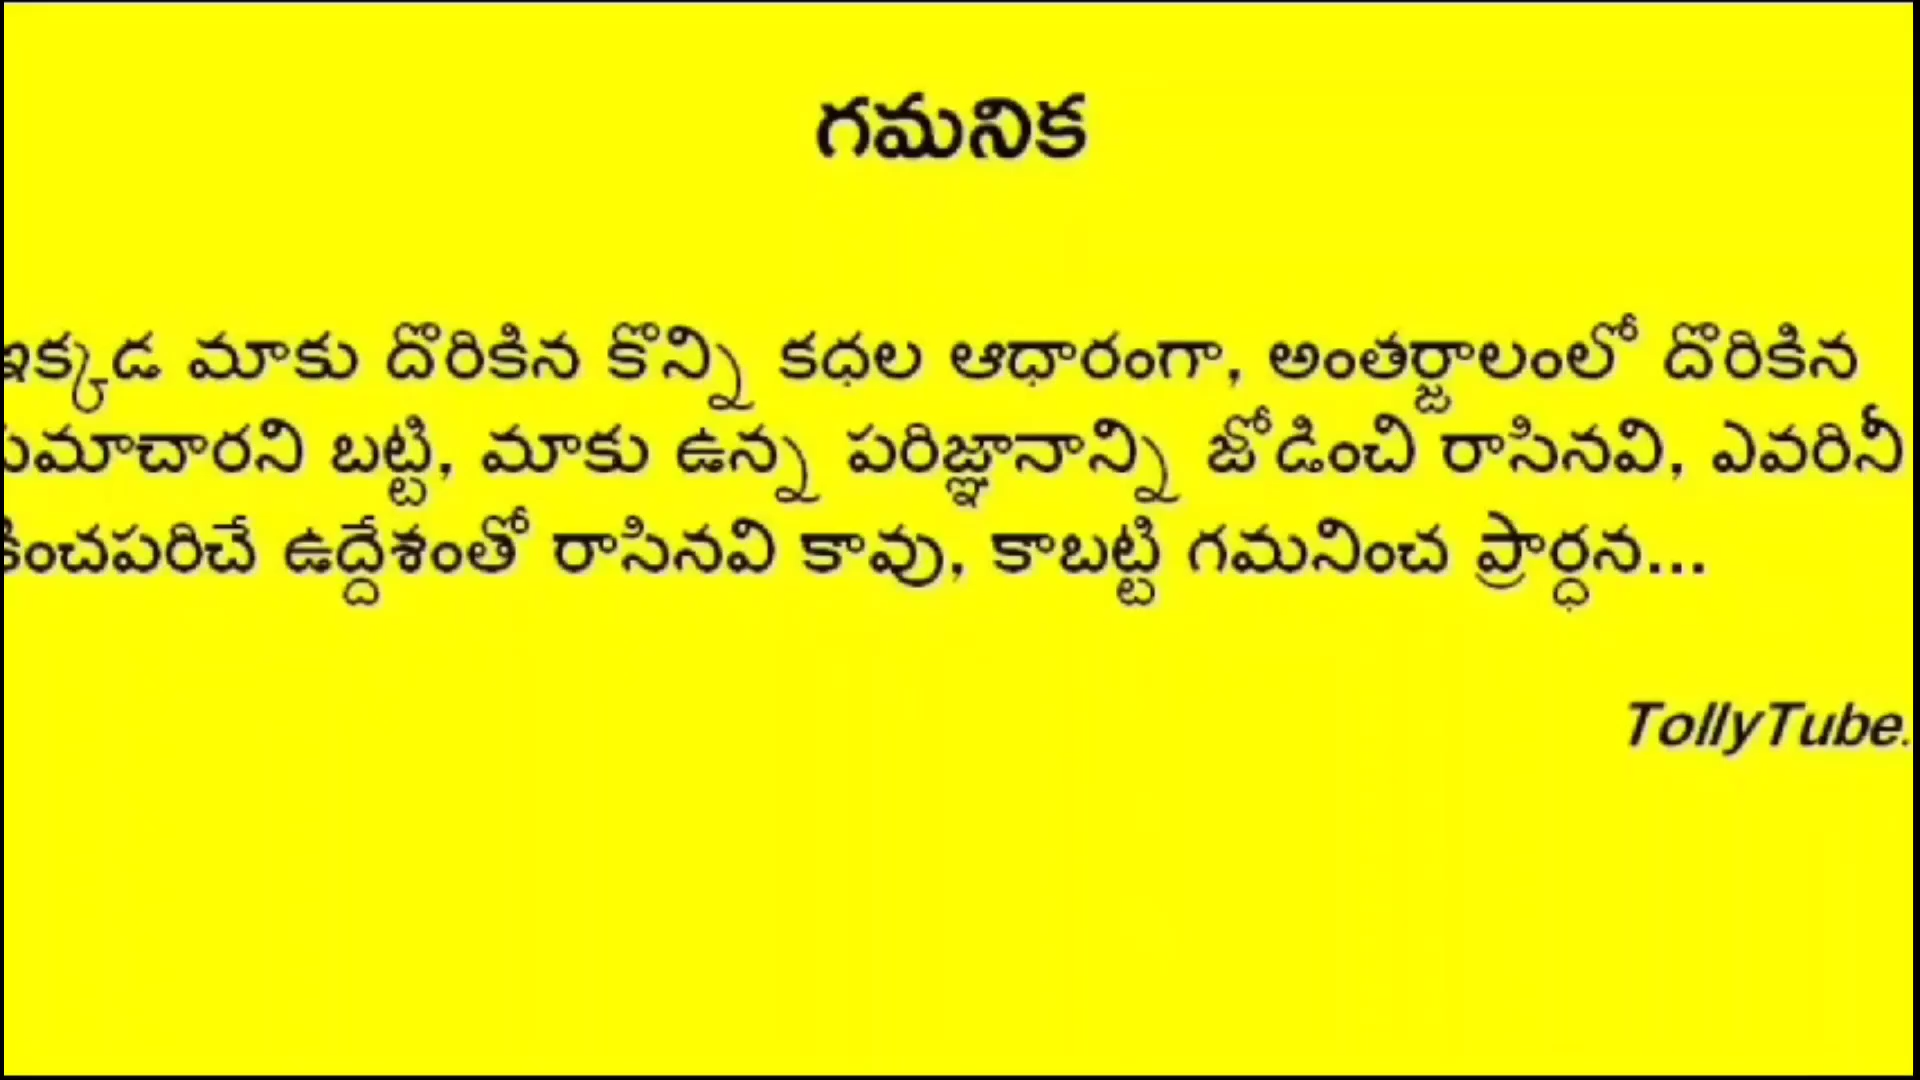 గమనిక
ఇక్కడ మాకు దొరికిన కొన్ని కధల ఆధారంగా, అంతర్జాలంలో దొరికిన
సమాచారని బట్టి, మాకు ఉన్న పరిజ్ఞానాన్ని జోడించి రాసినవి, ఎవరినీ
కించపరిచే ఉద్దేశంతో రాసినవి కావు, కాబట్టి గమనించ ప్రార్ధన...
TollyTube.